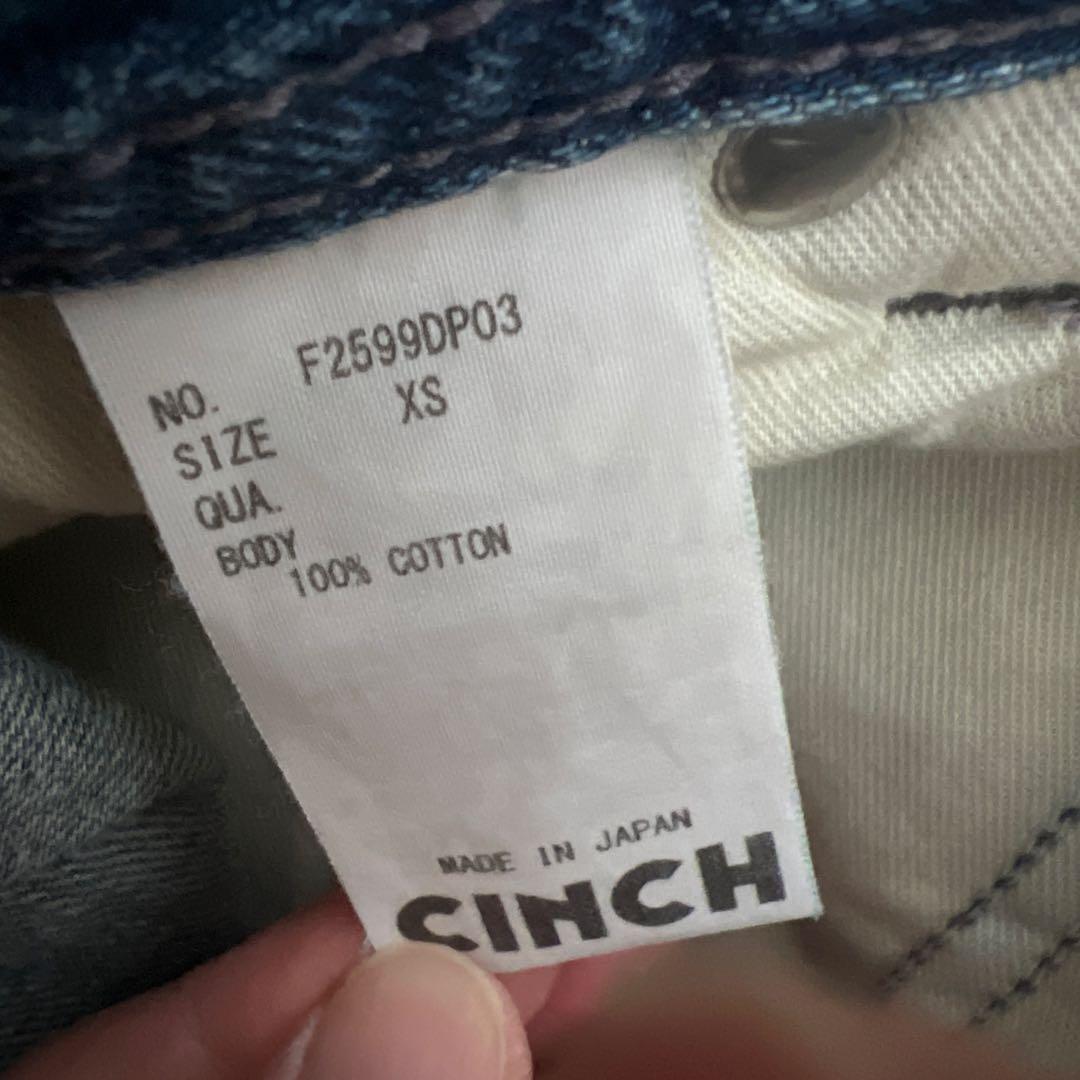 NO. F2599DP03
SIZE XS
QUA.
BODY
100% COTTON
MADE IN JAPAN
CINCH